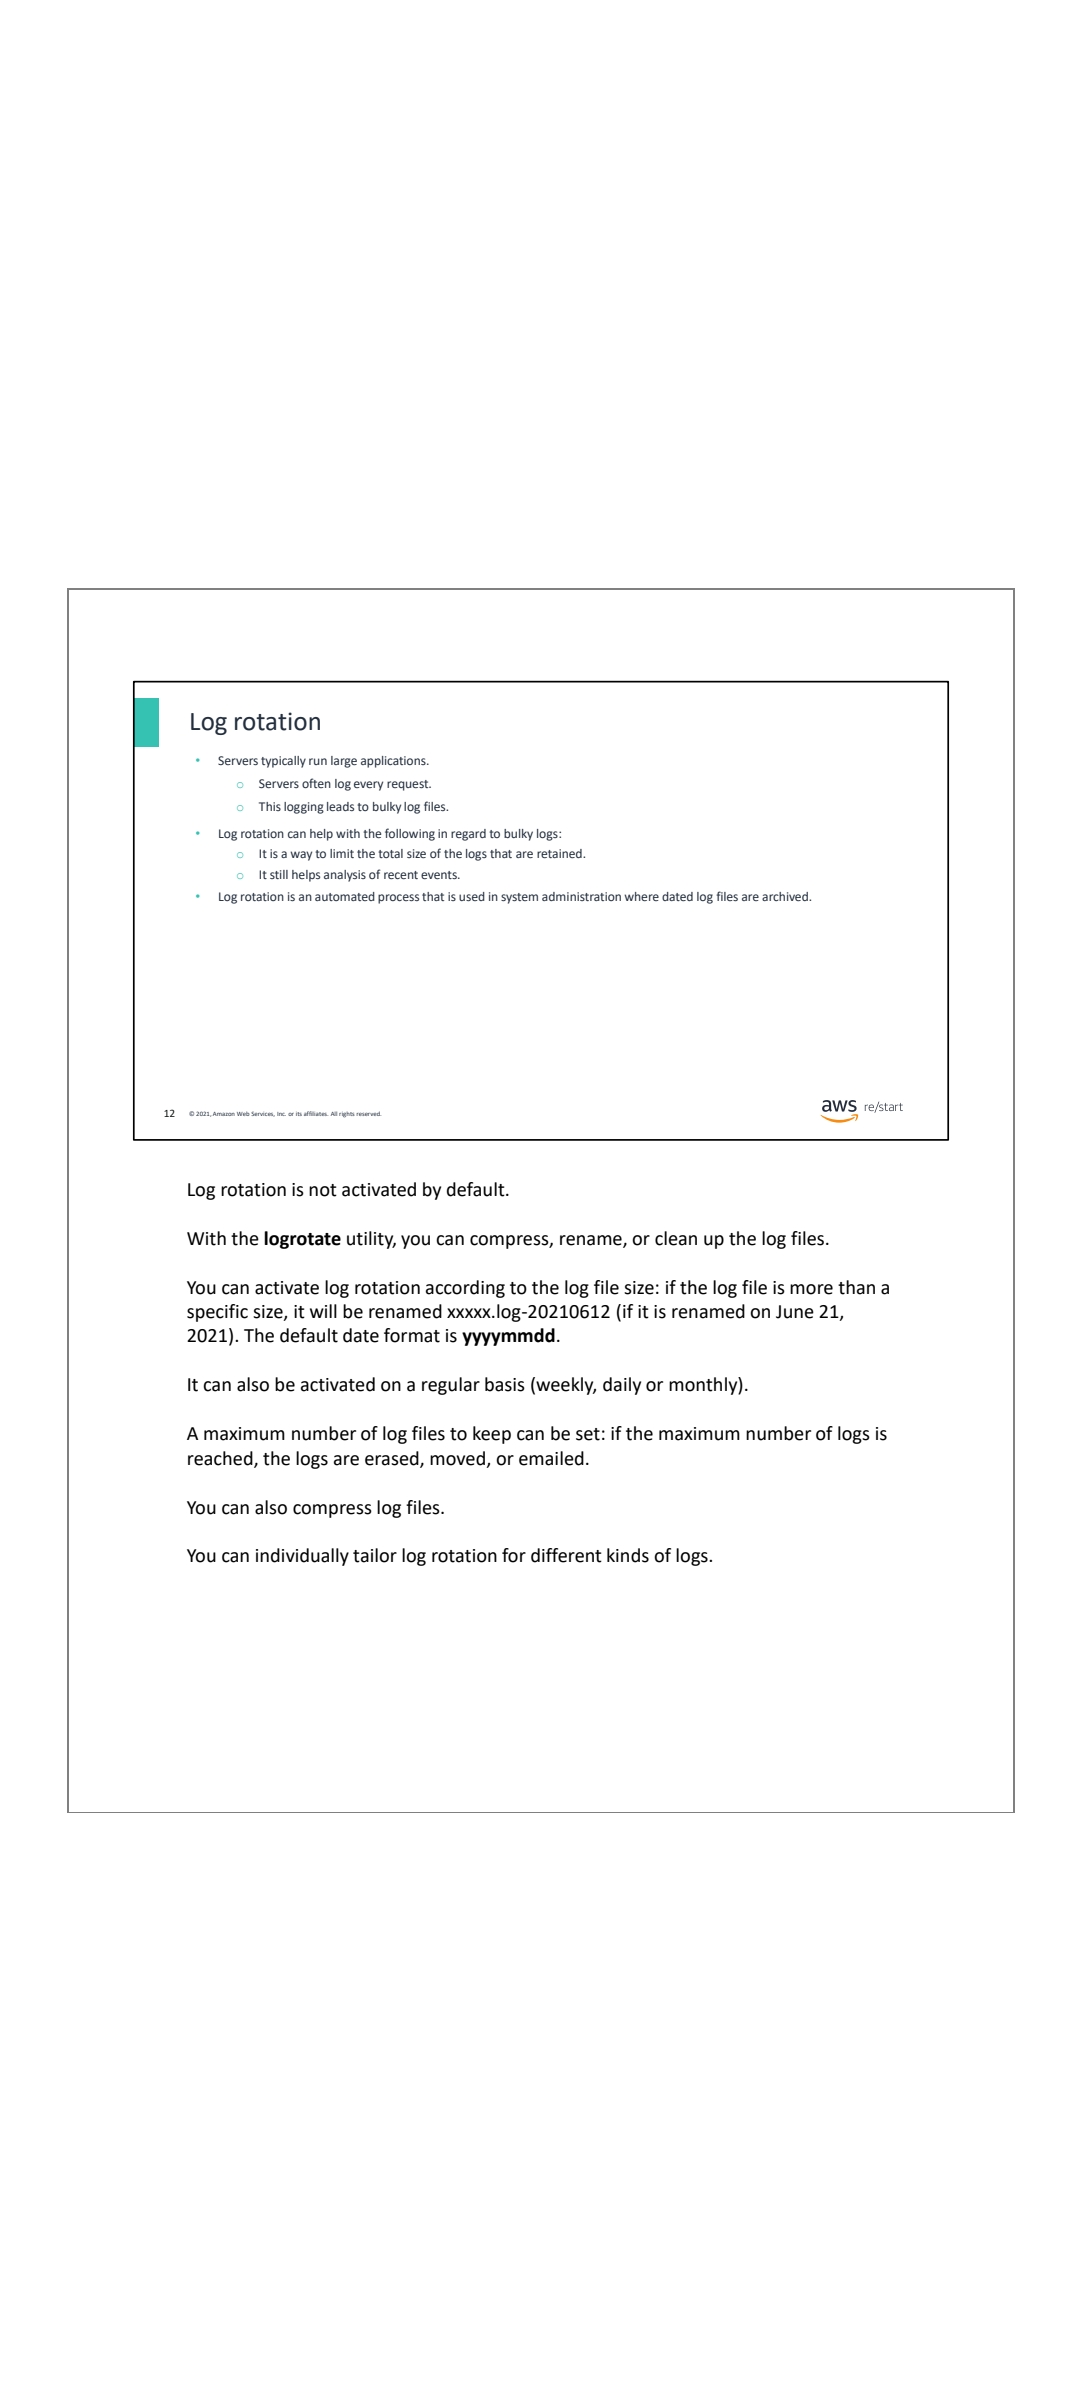 Log rotation
• Servers typically run large applications.
o Servers often log every request.
o This logging leads to bulky log files.
• Log rotation can help with the following in regard to bulky logs:
o It is a way to limit the total size of the logs that are retained.
o It still helps analysis of recent events.
• Log rotation is an automated process that is used in system administration where dated log files are archived.
12 © 2021, Amazon Web Services, Inc. or its affiliates. All rights reserved.
aws re/start
Log rotation is not activated by default.
With the logrotate utility, you can compress, rename, or clean up the log files.
You can activate log rotation according to the log file size: if the log file is more than a
specific size, it will be renamed xxxxx.log-20210612 (if it is renamed on June 21,
2021). The default date format is yyyymmdd.
It can also be activated on a regular basis (weekly, daily or monthly).
A maximum number of log files to keep can be set: if the maximum number of logs is
reached, the logs are erased, moved, or emailed.
You can also compress log files.
You can individually tailor log rotation for different kinds of logs.